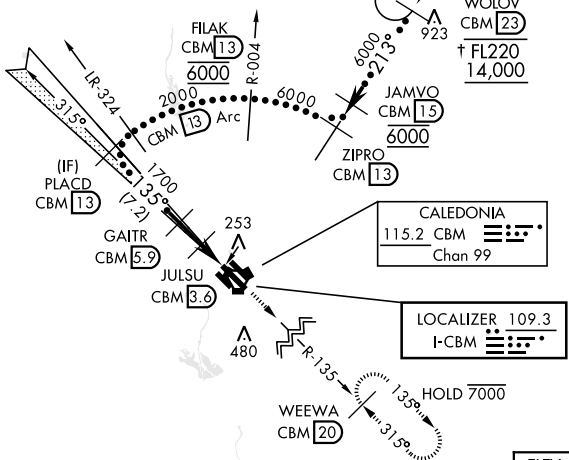 WOLOV
CBM 23
† FL220
14,000
923
6000
213°
FILAK
CBM 13
6000
R-004
LR-324
2000
6000
CBM 13 Arc
JAMVO
CBM 15
6000
ZIPRO
CBM 13
315°
(IF)
PLACD
CBM 13
1700
135°
(7.2)
GAITR
CBM 5.9
JULSU
CBM 3.6
253
480
CALEDONIA
115.2 CBM
Chan 99
LOCALIZER 109.3
I-CBM
R-135
WEEWA
CBM 20
135°
315°
HOLD 7000